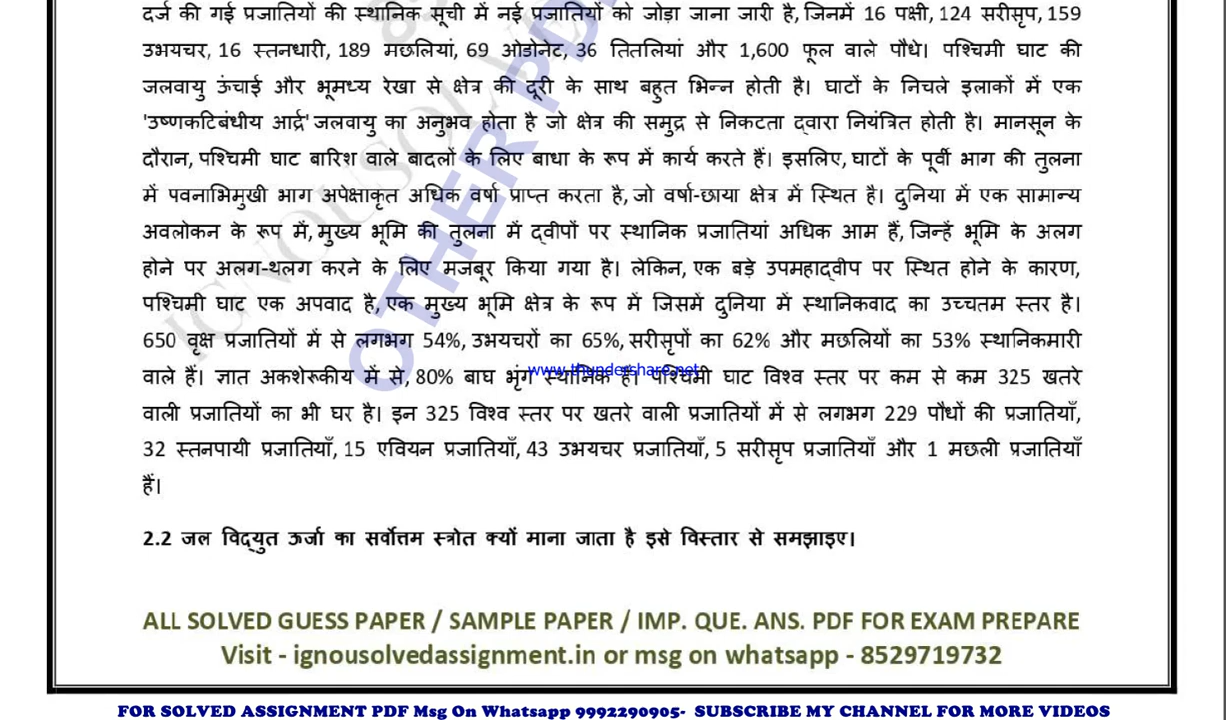 दर्ज की गई प्रजातियों की स्थानिक सूची में नई प्रजातियों को जोड़ा जाना जारी है, जिनमें 16 पक्षी, 124 सरीसृप, 159
उभयचर, 16 स्तनधारी, 189 मछलियां, 69 ओडोनेट, 36 तितलियां और 1,600 फूल वाले पौधे। पश्चिमी घाट की
जलवायु ऊंचाई और भूमध्य रेखा से क्षेत्र की दूरी के साथ बहुत भिन्न होती है। घाटों के निचले इलाकों में एक
'उष्णकटिबंधीय आर्द्र' जलवायु का अनुभव होता है जो क्षेत्र की समुद्र से निकटता द्वारा नियंत्रित होती है। मानसून के
दौरान, पश्चिमी घाट बारिश वाले बादलों के लिए बाधा के रूप में कार्य करते हैं। इसलिए, घाटों के पूर्वी भाग की तुलना
में पवनाभिमुखी भाग अपेक्षाकृत अधिक वर्षा प्राप्त करता है, जो वर्षा-छाया क्षेत्र में स्थित है। दुनिया में एक सामान्य
अवलोकन के रूप में, मुख्य भूमि की तुलना में द्वीपों पर स्थानिक प्रजातियां अधिक आम हैं, जिन्हें भूमि के अलग
होने पर अलग-थलग करने के लिए मजबूर किया गया है। लेकिन, एक बड़े उपमहाद्वीप पर स्थित होने के कारण,
पश्चिमी घाट एक अपवाद है, एक मुख्य भूमि क्षेत्र के रूप में जिसमें दुनिया में स्थानिकवाद का उच्चतम स्तर है।
650 वृक्ष प्रजातियों में से लगभग 54%, उभयचरों का 65%, सरीसृपों का 62% और मछलियों का 53% स्थानिकमारी
वाले हैं। ज्ञात अकशेरूकीय में से, 80% बाघ भृंग स्थानिक हैं। पश्चिमी घाट विश्व स्तर पर कम से कम 325 खतरे
www.thundershare.net
वाली प्रजातियों का भी घर है। इन 325 विश्व स्तर पर खतरे वाली प्रजातियों में से लगभग 229 पौधों की प्रजातियाँ,
32 स्तनपायी प्रजातियाँ, 15 एवियन प्रजातियाँ, 43 उभयचर प्रजातियाँ, 5 सरीसृप प्रजातियाँ और 1 मछली प्रजातियाँ
हैं।
2.2 जल विद्युत ऊर्जा का सर्वोत्तम स्त्रोत क्यों माना जाता है इसे विस्तार से समझाइए।
ALL SOLVED GUESS PAPER / SAMPLE PAPER / IMP. QUE. ANS. PDF FOR EXAM PREPARE
Visit - ignousolvedassignment.in or msg on whatsapp - 8529719732
FOR SOLVED ASSIGNMENT PDF Msg On Whatsapp 9992290905- SUBSCRIBE MY CHANNEL FOR MORE VIDEOS
OTHER PDF